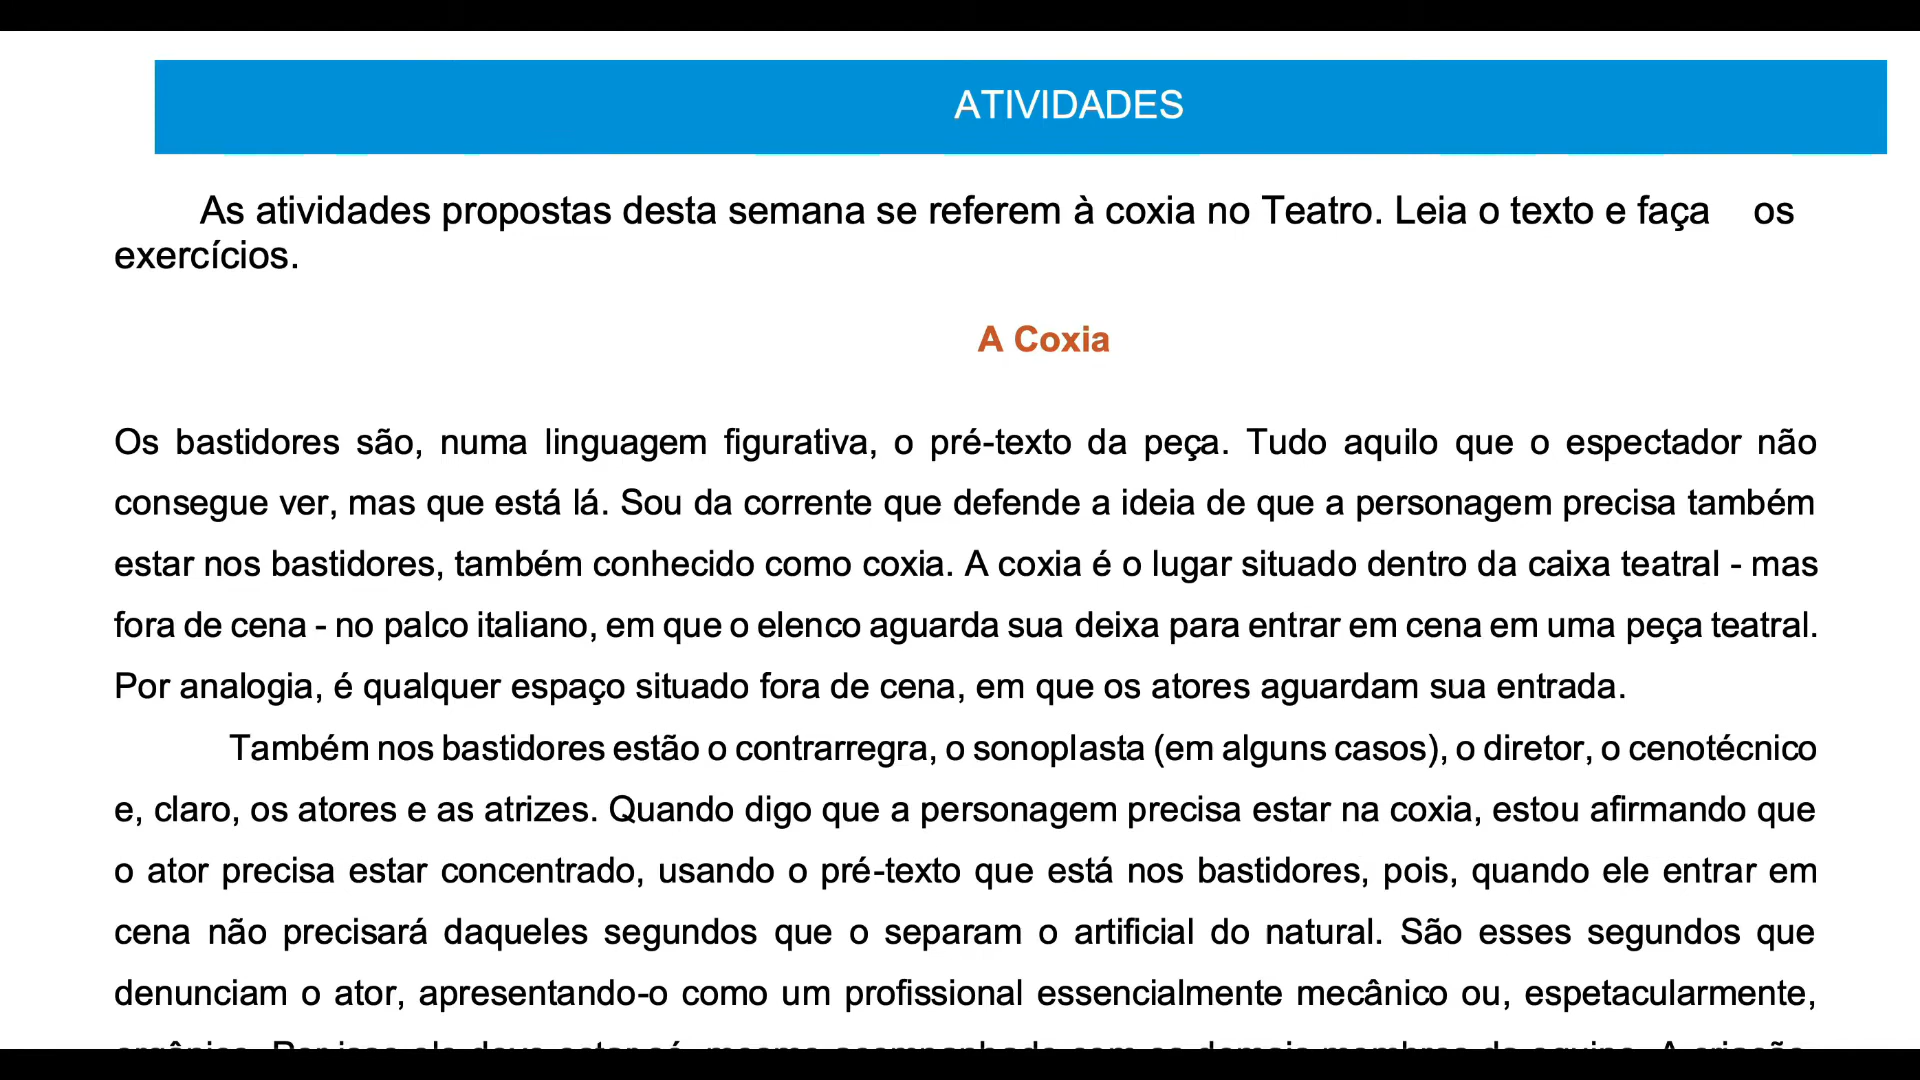 ATIVIDADES
As atividades propostas desta semana se referem à coxia no Teatro. Leia o texto e faça os
exercícios.
A Coxia
Os bastidores são, numa linguagem figurativa, o pré-texto da peça. Tudo aquilo que o espectador não
consegue ver, mas que está lá. Sou da corrente que defende a ideia de que a personagem precisa também
estar nos bastidores, também conhecido como coxia. A coxia é o lugar situado dentro da caixa teatral - mas
fora de cena - no palco italiano, em que o elenco aguarda sua deixa para entrar em cena em uma peça teatral.
Por analogia, é qualquer espaço situado fora de cena, em que os atores aguardam sua entrada.
Também nos bastidores estão o contrarregra, o sonoplasta (em alguns casos), o diretor, o cenotécnico
e, claro, os atores e as atrizes. Quando digo que a personagem precisa estar na coxia, estou afirmando que
o ator precisa estar concentrado, usando o pré-texto que está nos bastidores, pois, quando ele entrar em
cena não precisará daqueles segundos que o separam o artificial do natural. São esses segundos que
denunciam o ator, apresentando-o como um profissional essencialmente mecânico ou, espetacularmente,